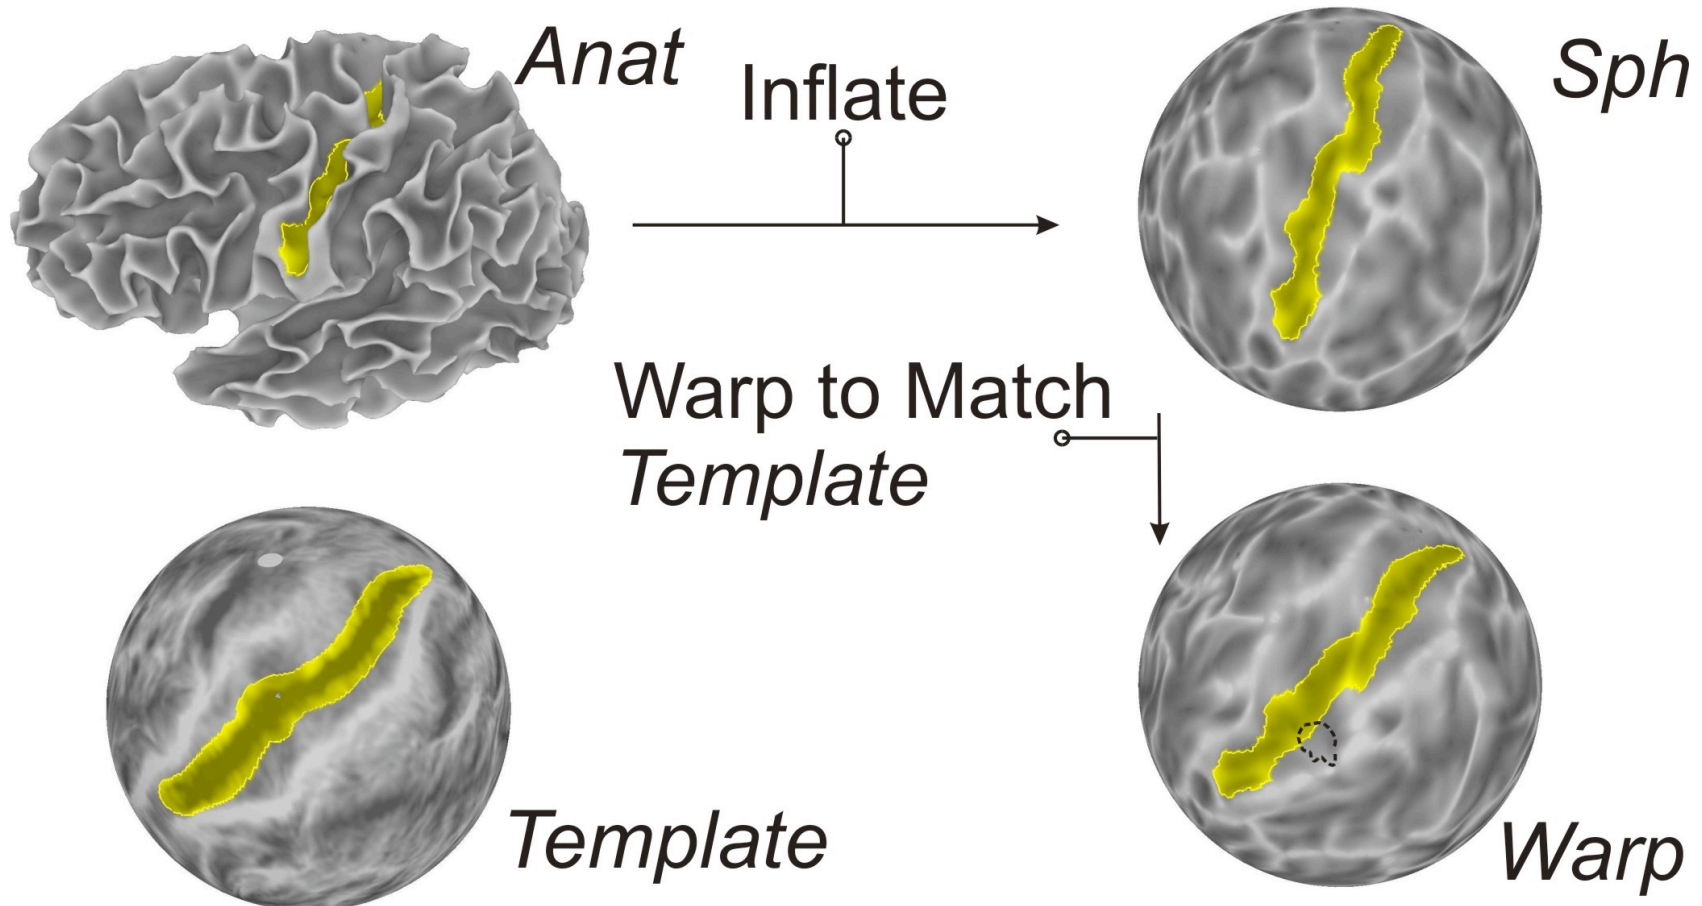 Anat
Inflate
Sph
Warp to Match
Template
Template
Warp